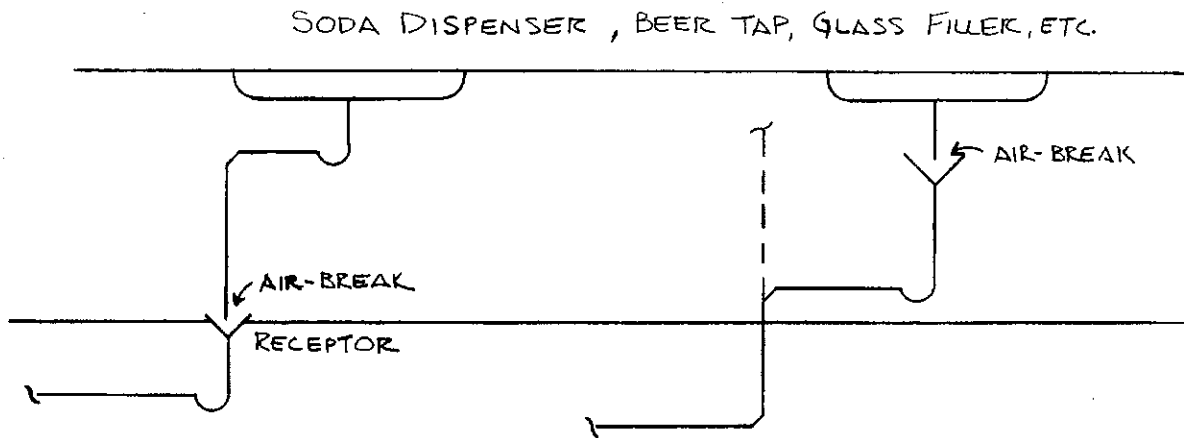 SODA DISPENSER, BEER TAP, GLASS FILLER, ETC.
AIR-BREAK
AIR-BREAK
RECEPTOR